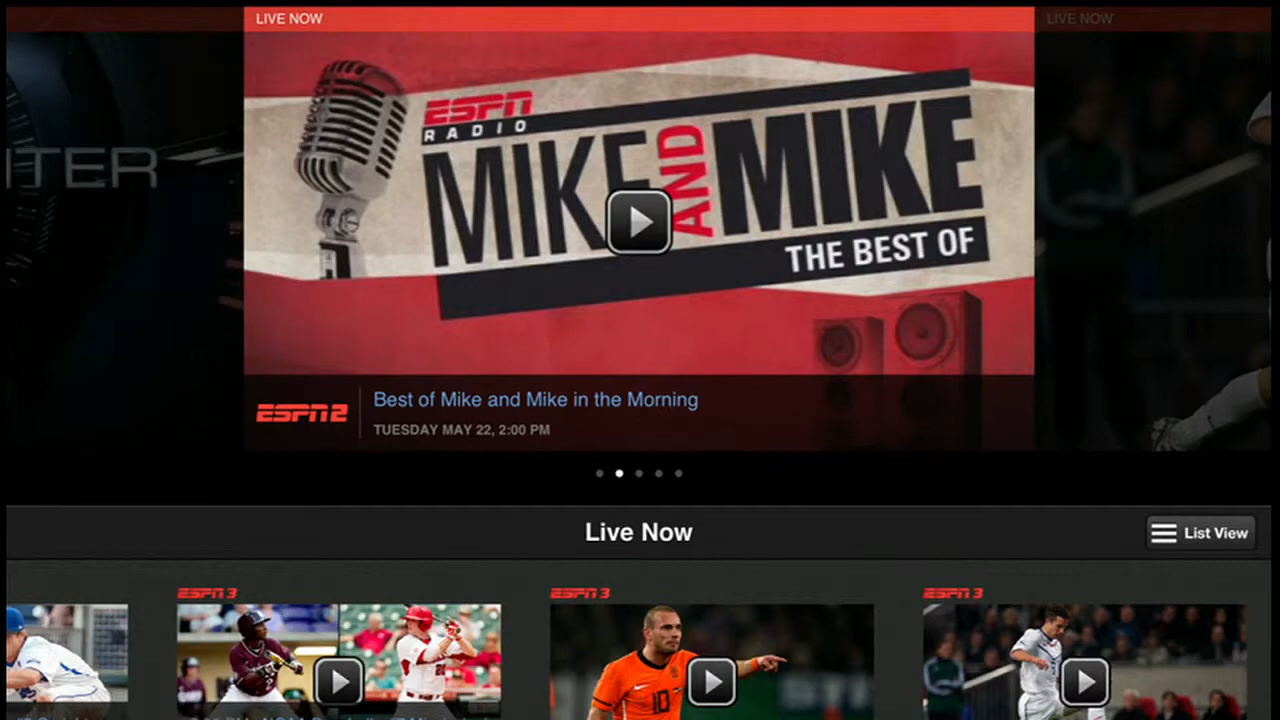 LIVE NOW
LIVE NOW
ESPN
RADIO
MIKE AND MIKE
THE BEST OF
ESPN2
Best of Mike and Mike in the Morning
TUESDAY MAY 22, 2:00 PM
Live Now
List View
ESPN3
ESPN3
ESPN3
10